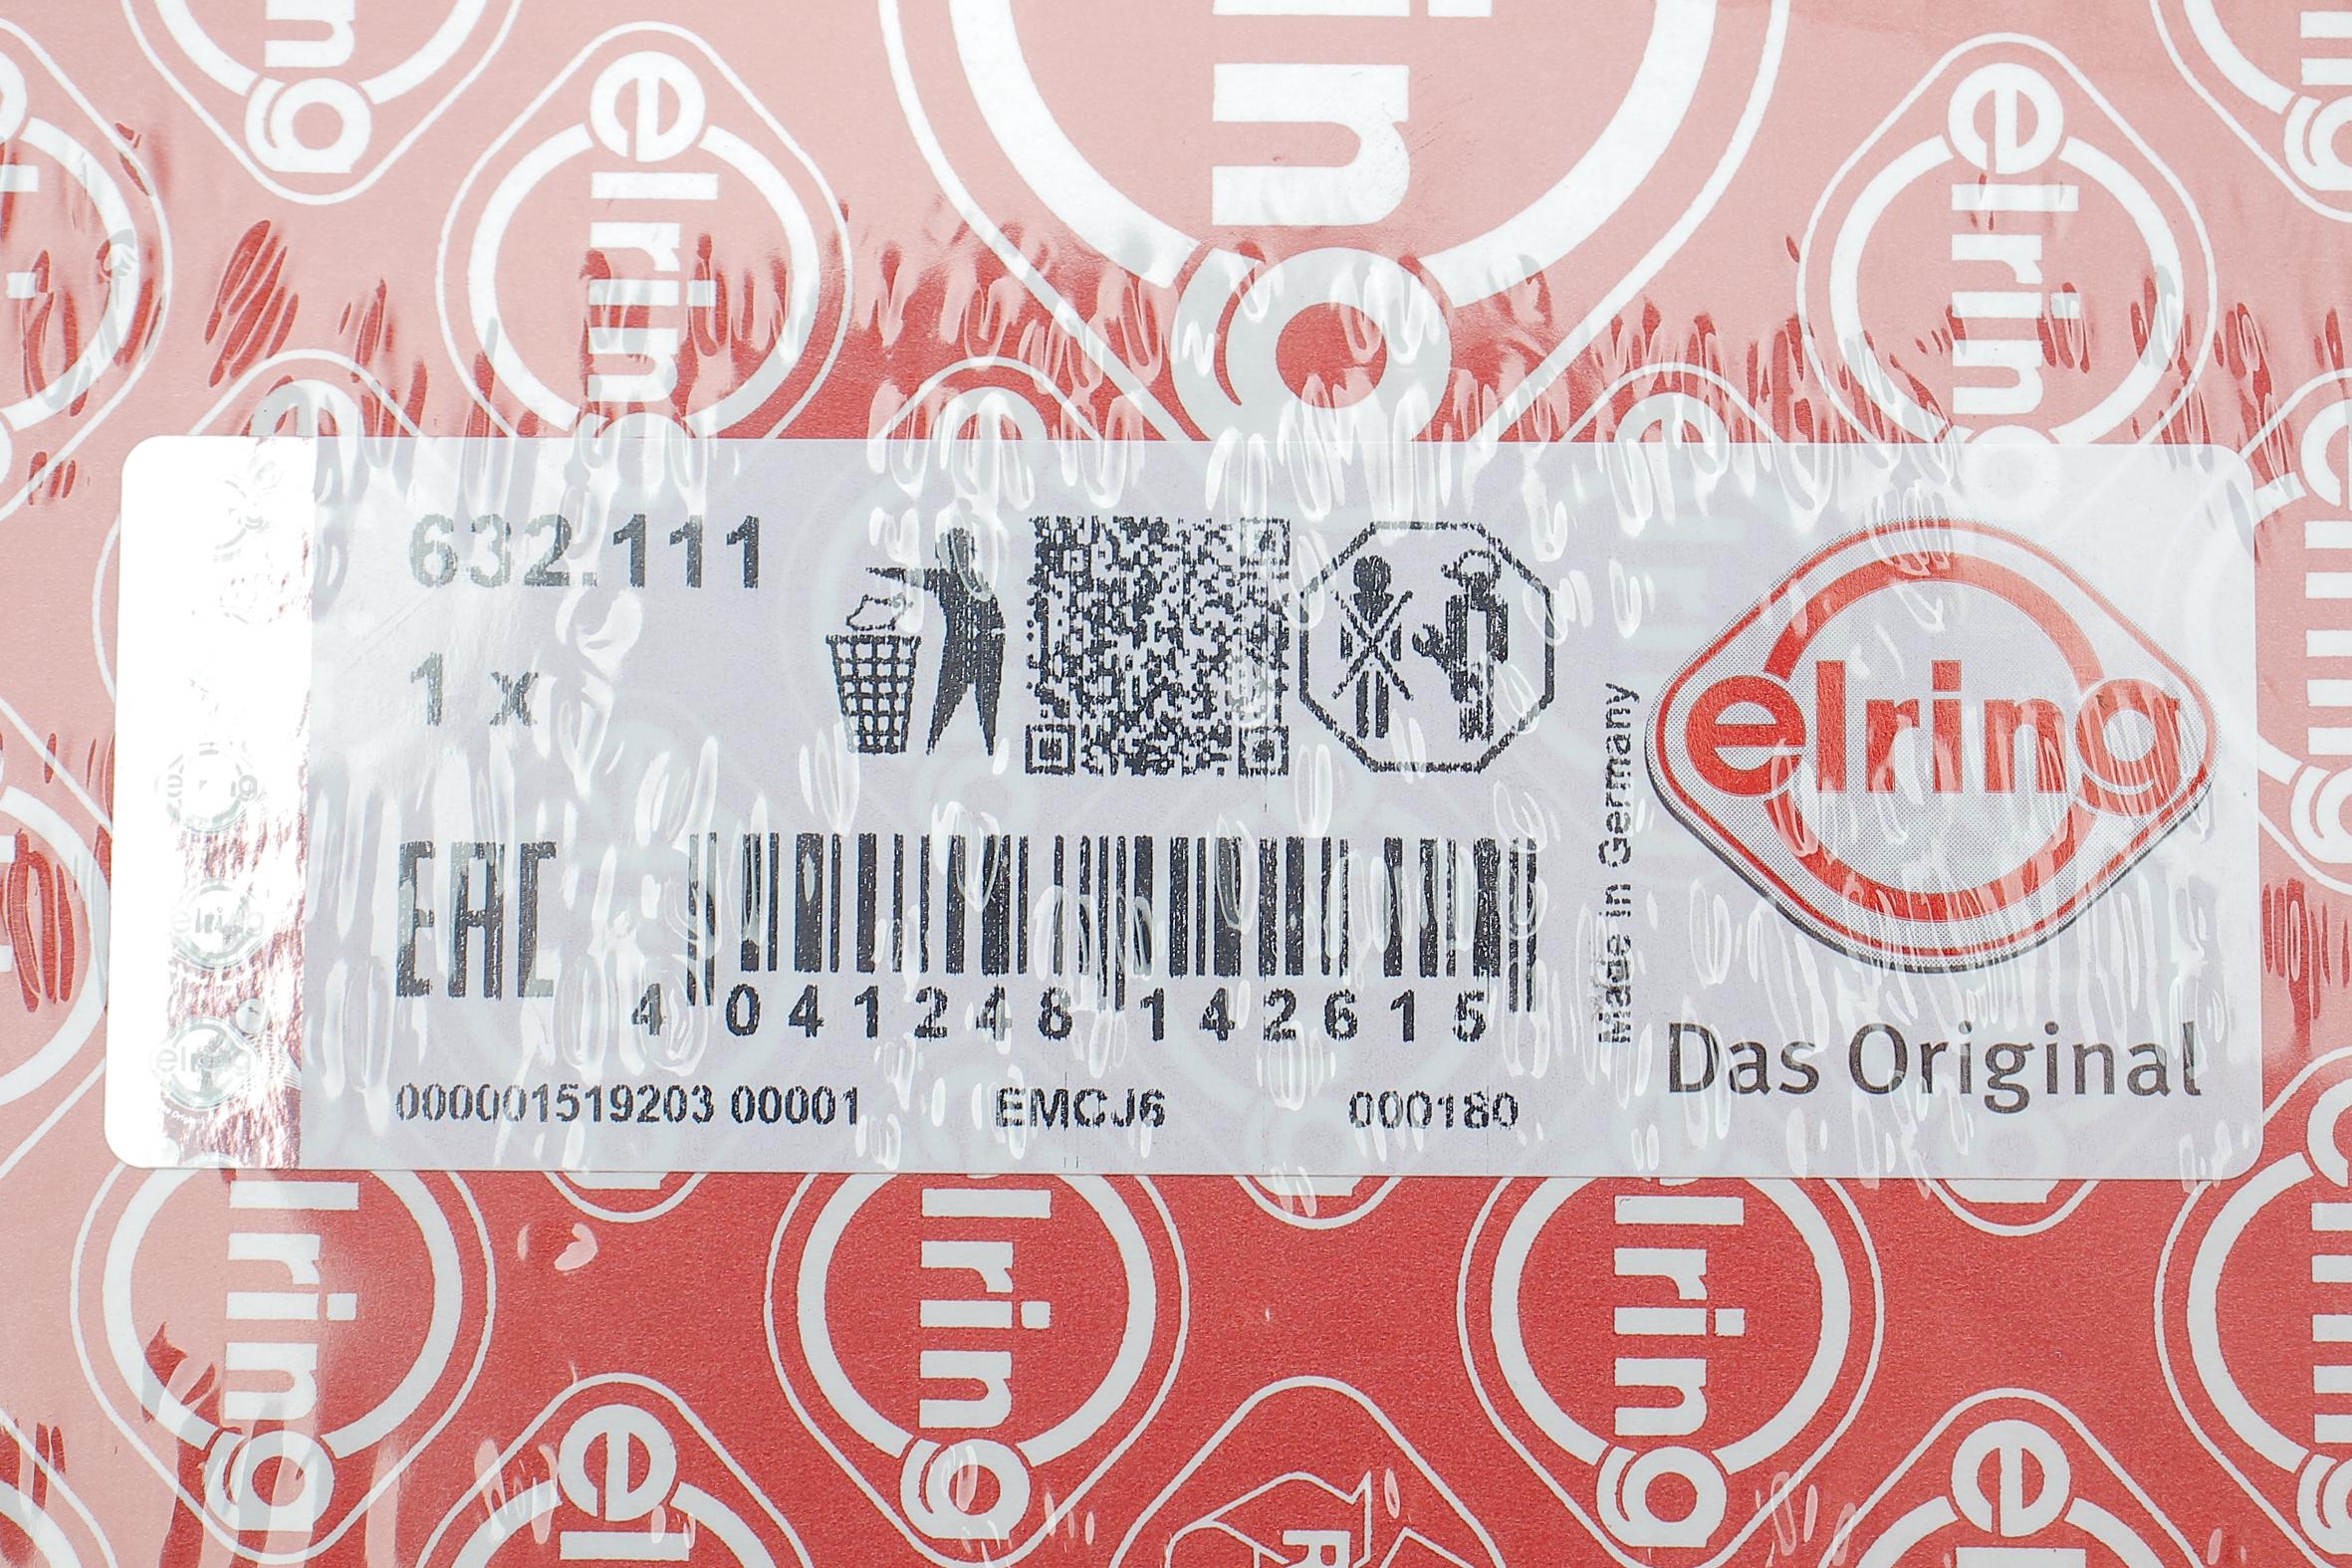 632.111
1 x
elring
Made in Germany
EAC
4 041248 142615
Das Original
000001519203 00001 EMCJ6 000180